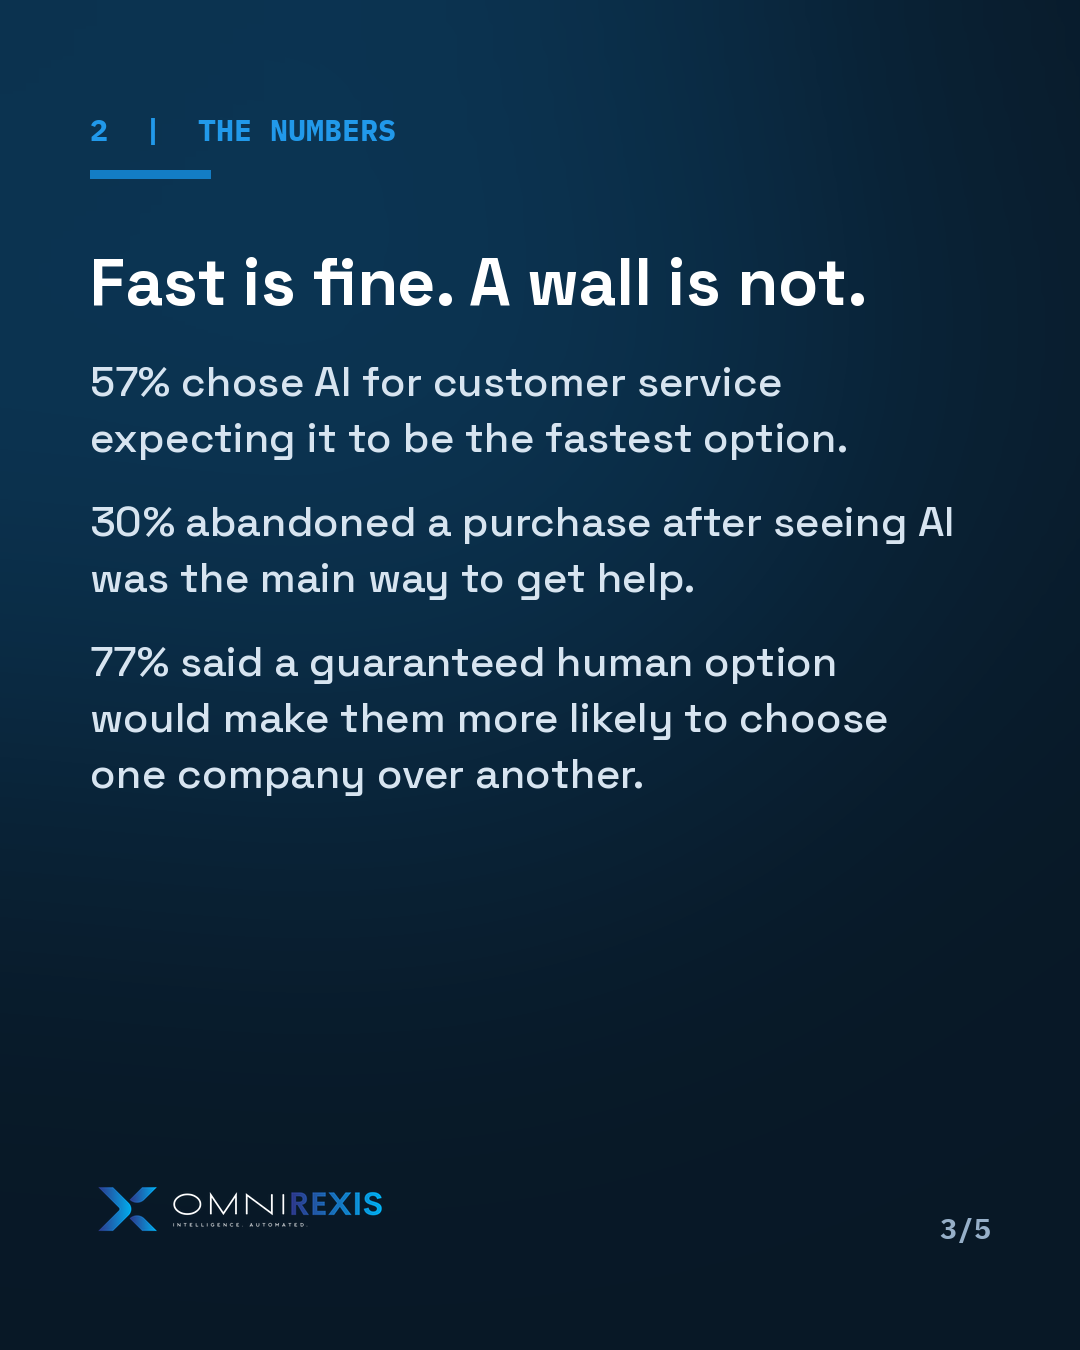 2 | THE NUMBERS
Fast is fine. A wall is not.
57% chose AI for customer service
expecting it to be the fastest option.
30% abandoned a purchase after seeing AI
was the main way to get help.
77% said a guaranteed human option
would make them more likely to choose
one company over another.
OMNIREXIS
INTELLIGENCE. AUTOMATED.
3/5